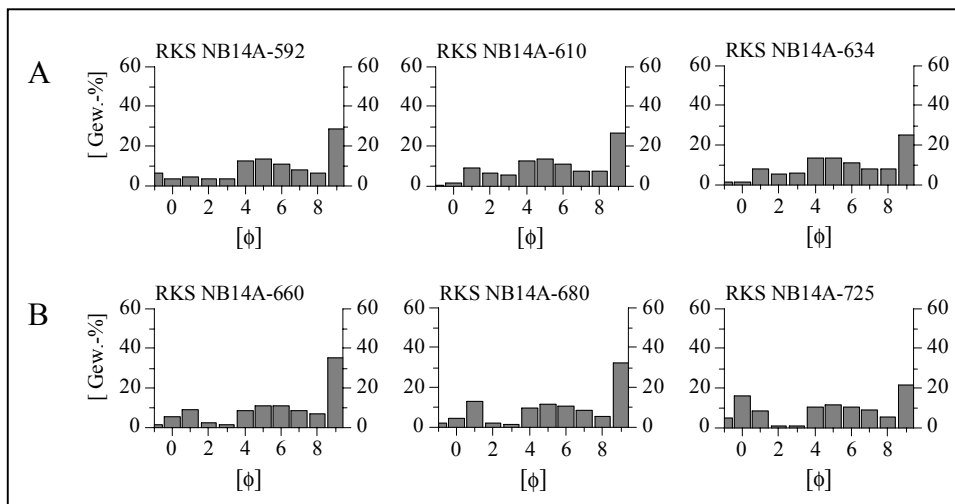 A
RKS NB14A-592
RKS NB14A-610
RKS NB14A-634
[ Gew.-%]
60 60 60 60 60 60
40 40 40 40 40 40
20 20 20 20 20 20
0 0 0 0 0 0
0 2 4 6 8 0 2 4 6 8 0 2 4 6 8
[ϕ] [ϕ] [ϕ]
B
RKS NB14A-660
RKS NB14A-680
RKS NB14A-725
[ Gew.-%]
60 60 60 60 60 60
40 40 40 40 40 40
20 20 20 20 20 20
0 0 0 0 0 0
0 2 4 6 8 0 2 4 6 8 0 2 4 6 8
[ϕ] [ϕ] [ϕ]